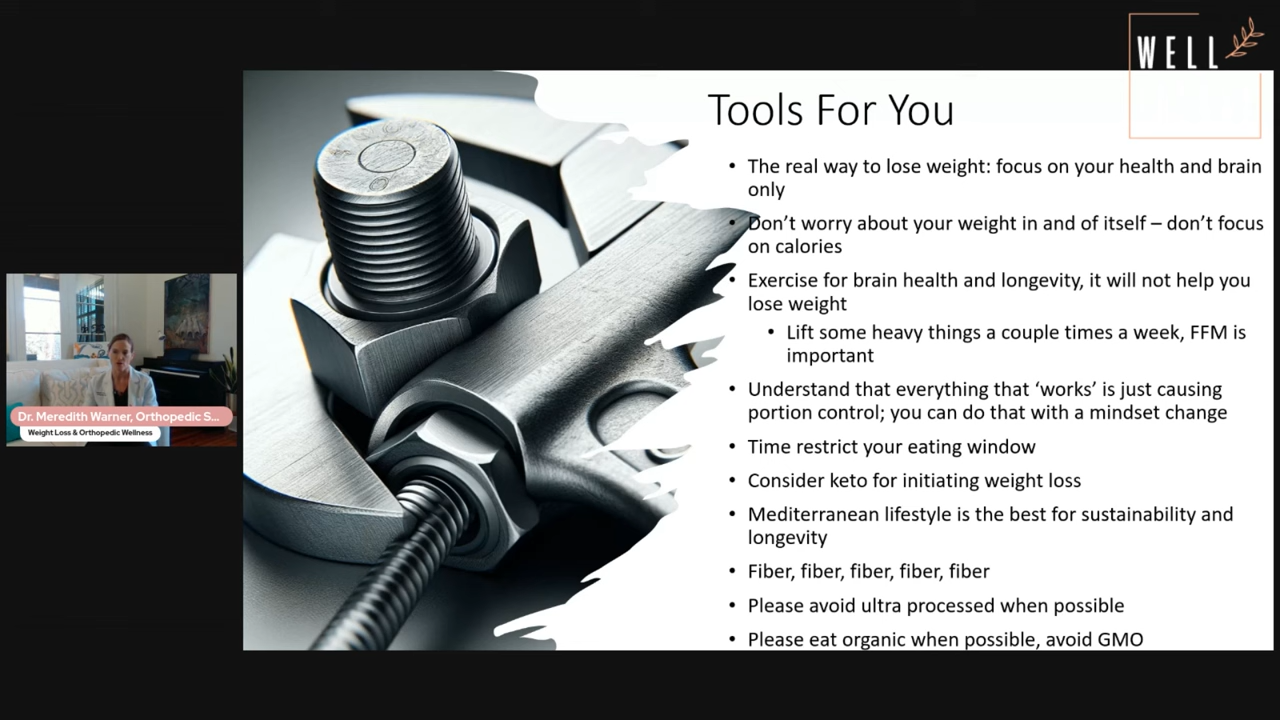 WELL
Tools For You
• The real way to lose weight: focus on your health and brain
only
• Don’t worry about your weight in and of itself – don’t focus
on calories
• Exercise for brain health and longevity, it will not help you
lose weight
• Lift some heavy things a couple times a week, FFM is
important
• Understand that everything that ‘works’ is just causing
portion control; you can do that with a mindset change
• Time restrict your eating window
• Consider keto for initiating weight loss
• Mediterranean lifestyle is the best for sustainability and
longevity
• Fiber, fiber, fiber, fiber, fiber
• Please avoid ultra processed when possible
• Please eat organic when possible, avoid GMO
Dr. Meredith Warner, Orthopedic S...
Weight Loss & Orthopedic Wellness